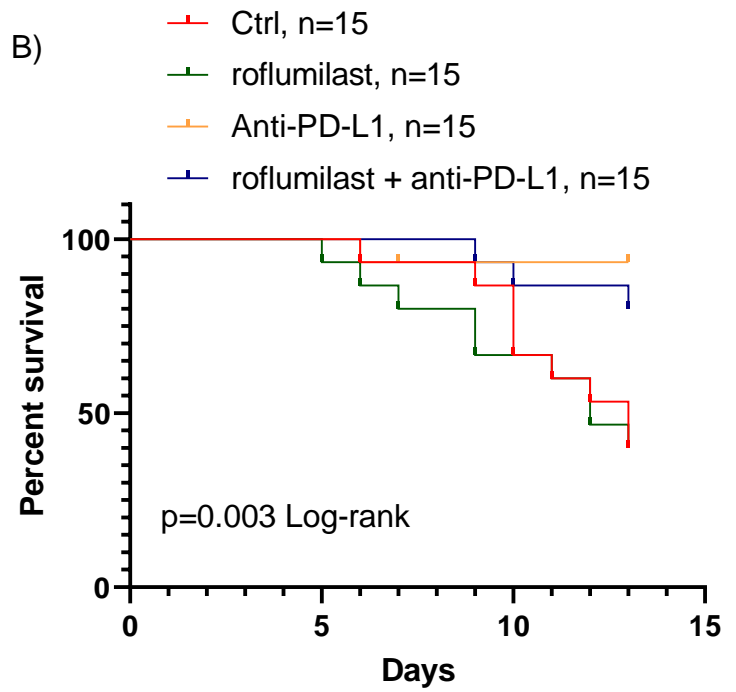 B)
Ctrl, n=15
roflumilast, n=15
Anti-PD-L1, n=15
roflumilast + anti-PD-L1, n=15
100
50
0
Percent survival
p=0.003 Log-rank
0 5 10 15
Days